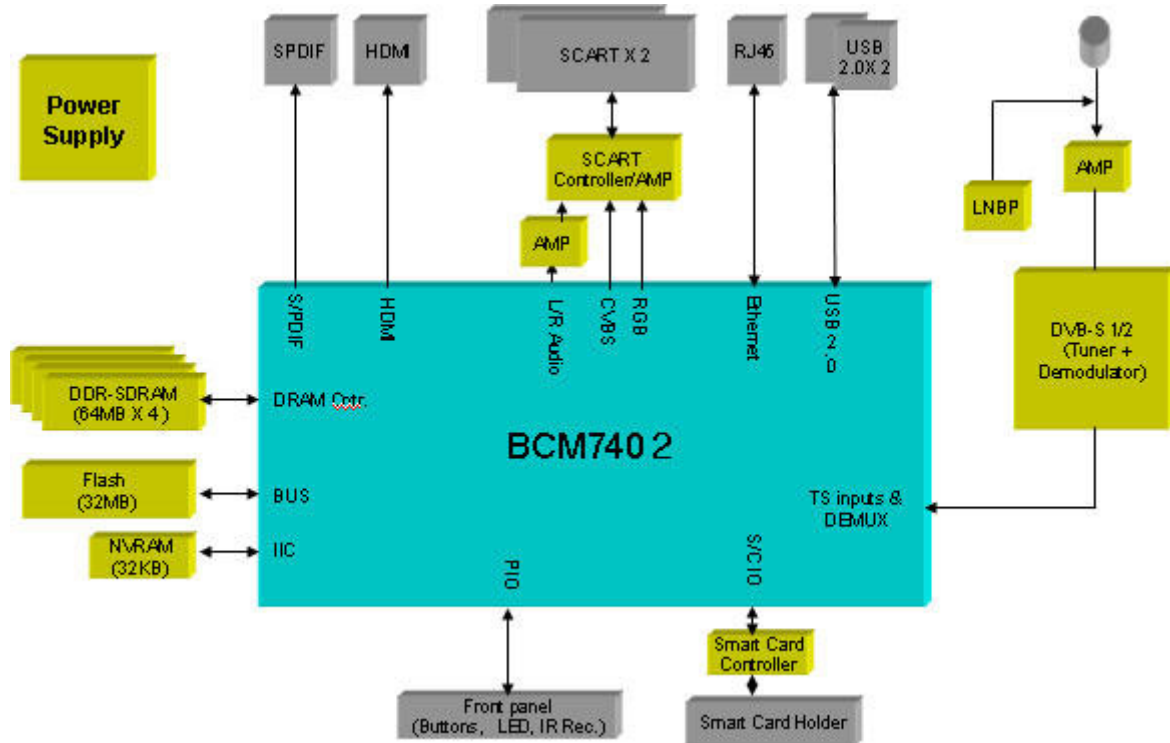 SPDIF
HDMI
SCART X 2
RJ45
USB
2.0X 2
Power
Supply
SCART
Controller/AMP
AMP
LNBP
AMP
S/PDIF
HDMI
L/R Audio
CVBS
RGB
Ethernet
USB 2.0
DVB-S 1/2
(Tuner +
Demodulator)
DDR-SDRAM
(64MB X 4)
DRAM Cntr.
BCM7402
Flash
(32MB)
BUS
TS inputs &
DEMUX
NVRAM
(32KB)
IIC
PIO
S/C IO
Smart Card
Controller
Front panel
(Buttons, LED, IR Rec.)
Smart Card Holder